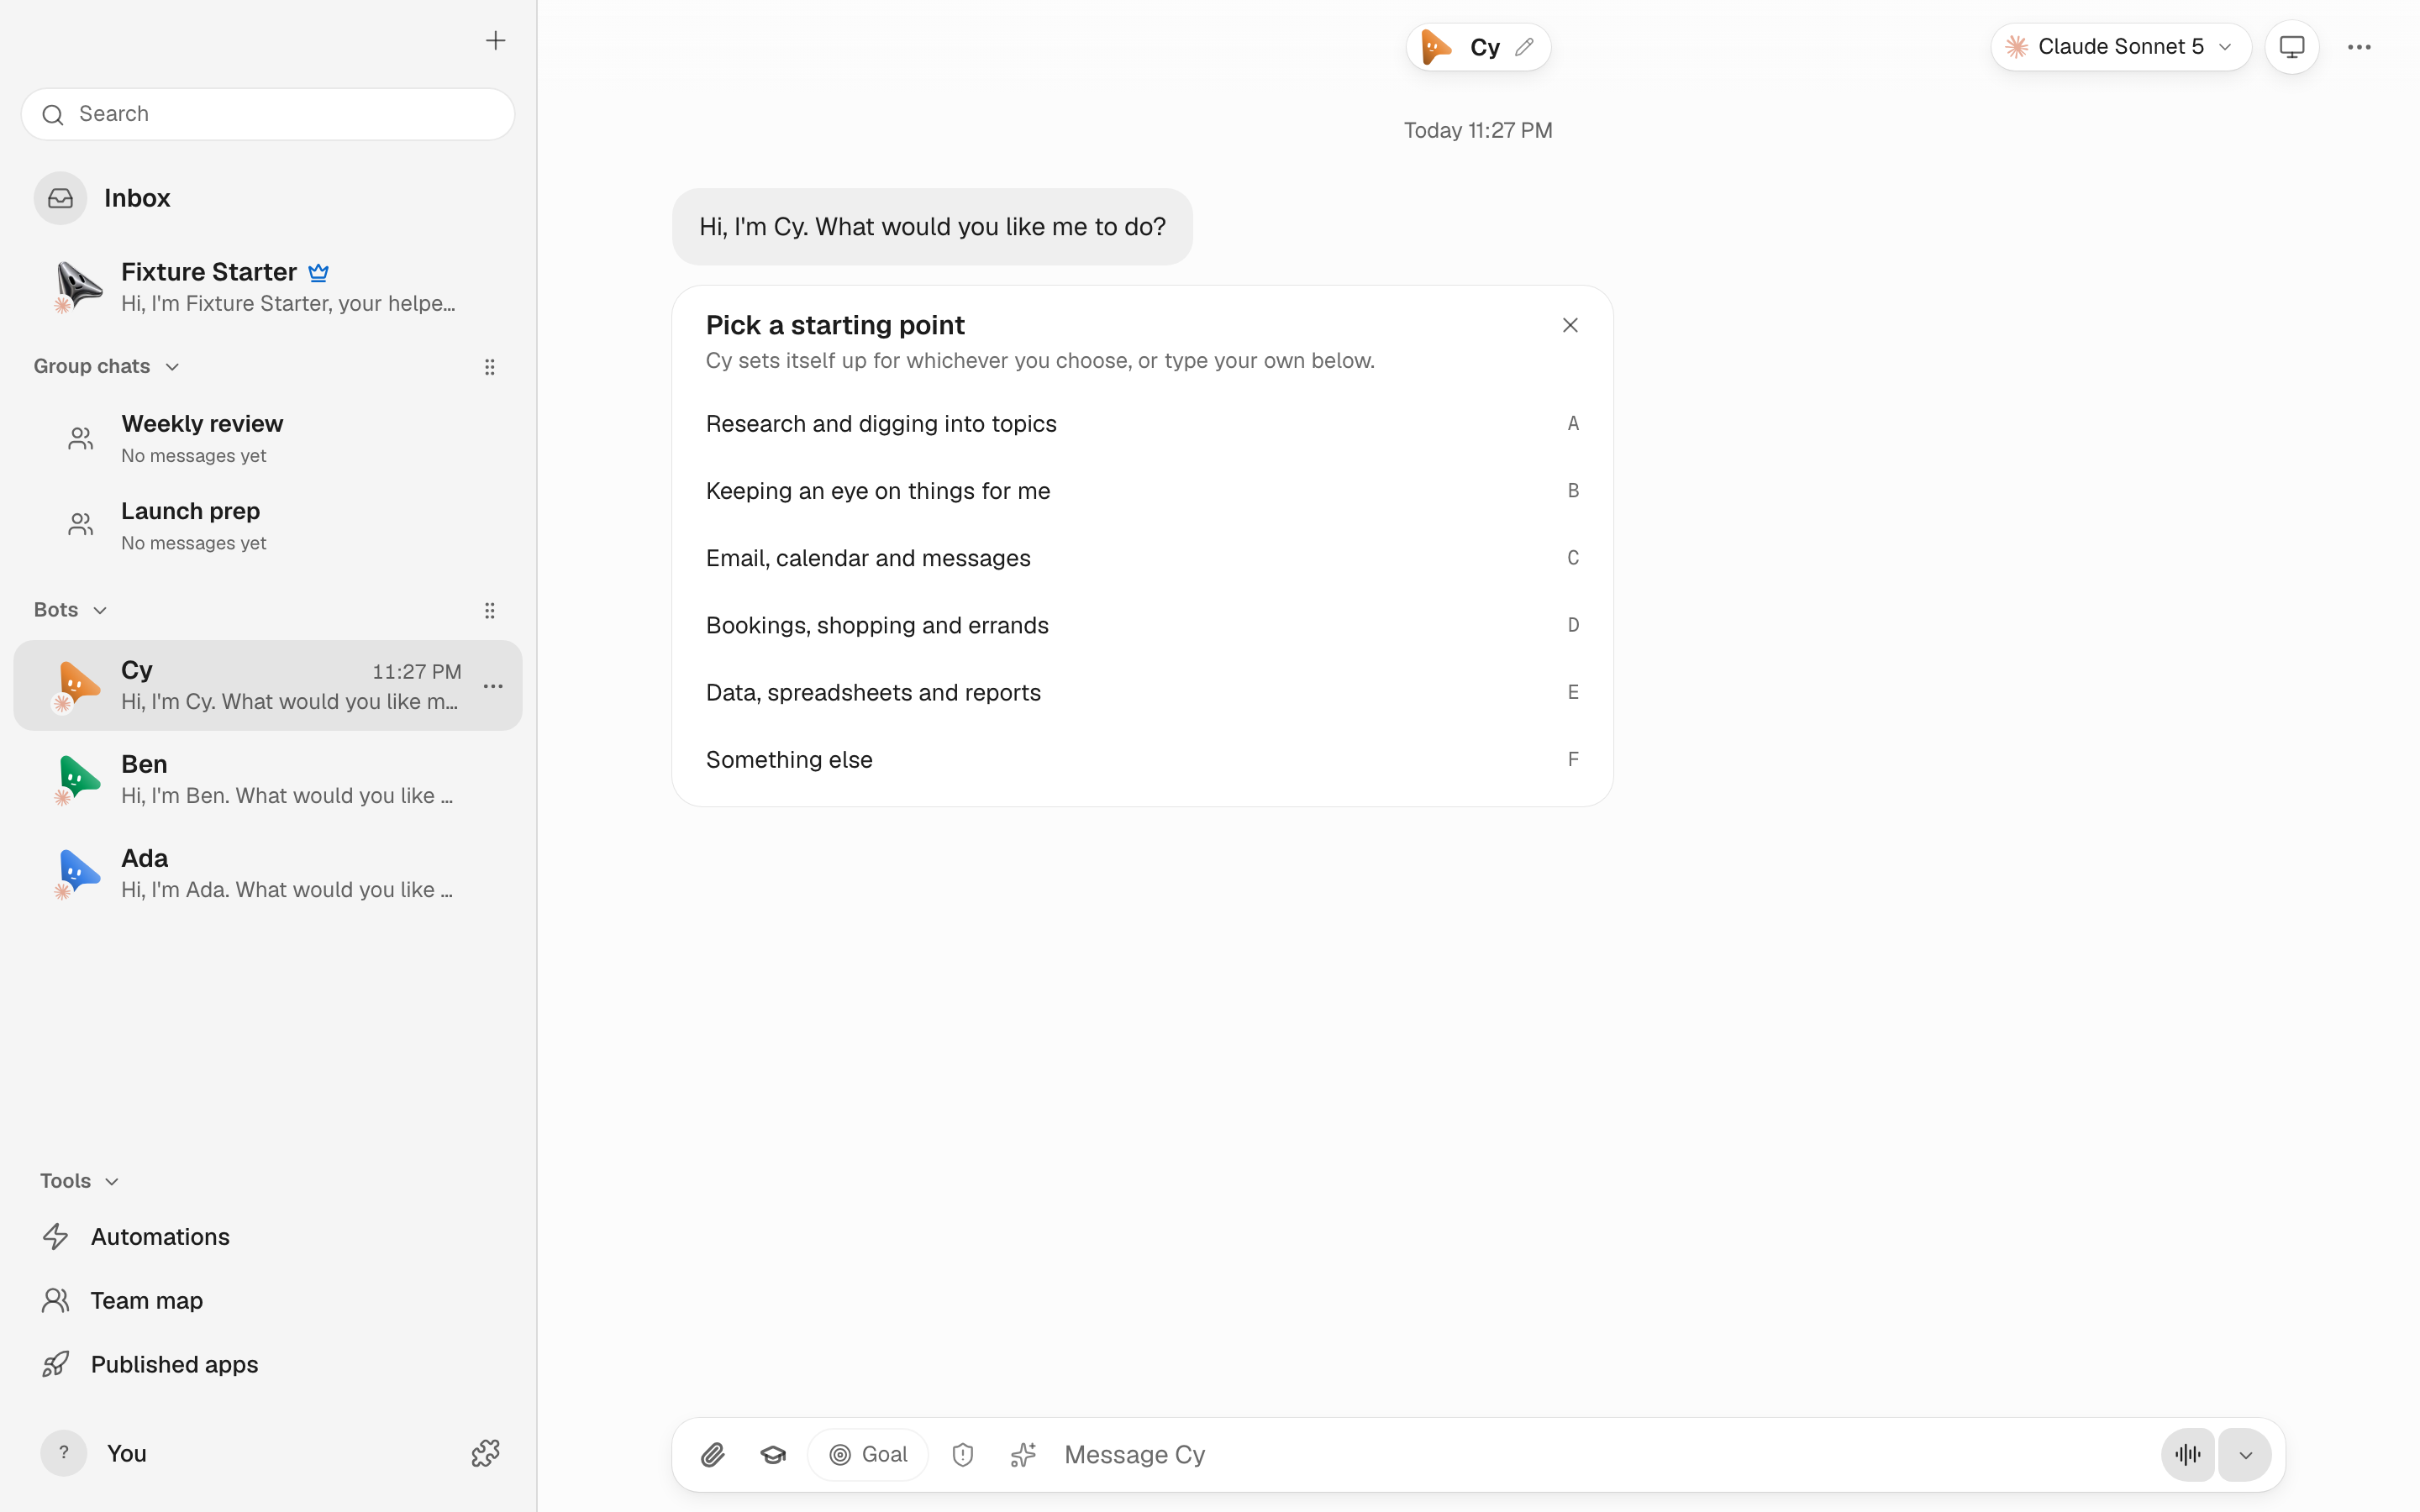 Search
Inbox
Fixture Starter
Hi, I'm Fixture Starter, your helpe...
Group chats
Weekly review
No messages yet
Launch prep
No messages yet
Bots
Cy
11:27 PM
Hi, I'm Cy. What would you like m...
Ben
Hi, I'm Ben. What would you like ...
Ada
Hi, I'm Ada. What would you like ...
Tools
Automations
Team map
Published apps
?
You
Cy
Claude Sonnet 5
Today 11:27 PM
Hi, I'm Cy. What would you like me to do?
Pick a starting point
Cy sets itself up for whichever you choose, or type your own below.
Research and digging into topics A
Keeping an eye on things for me B
Email, calendar and messages C
Bookings, shopping and errands D
Data, spreadsheets and reports E
Something else F
Goal
Message Cy